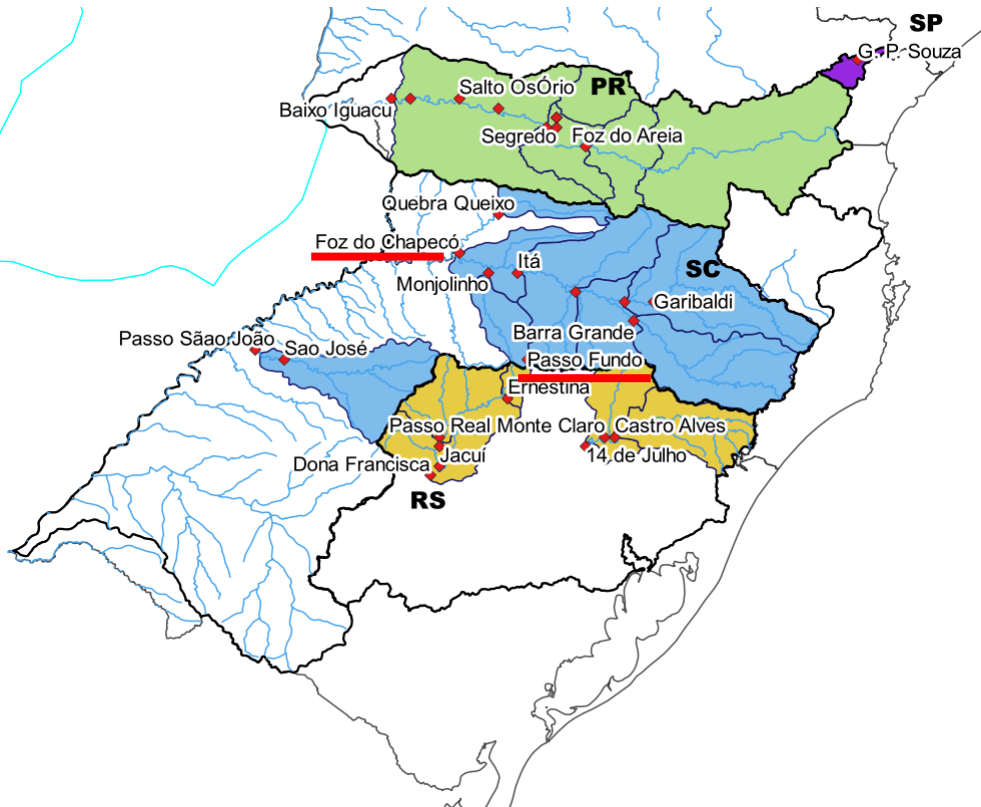 SP
G. P. Souza
Salto OsÓrio
PR
Baixo Iguacu
Segredo
Foz do Areia
Quebra Queixo
Foz do Chapecó
Itá
SC
Monjolinho
Garibaldi
Barra Grande
Passo Sãao João
Sao José
Passo Fundo
Ernestina
Passo Real
Monte Claro
Castro Alves
Jacuí
14 de Julho
Dona Francisca
RS